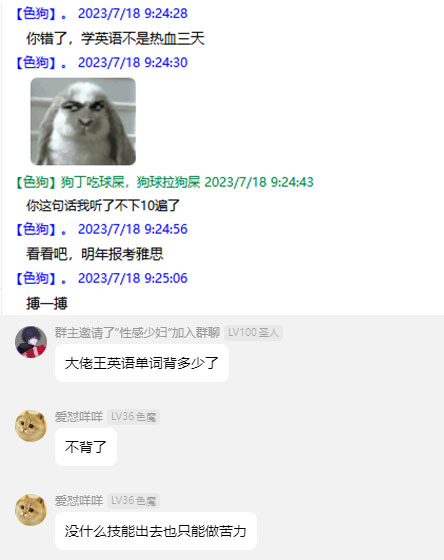 【色狗】。 2023/7/18 9:24:28
你错了，学英语不是热血三天
【色狗】。 2023/7/18 9:24:30
【色狗】狗丁吃球屎，狗球拉狗屎 2023/7/18 9:24:43
你这句话我听了不下10遍了
【色狗】。 2023/7/18 9:24:56
看看吧，明年报考雅思
【色狗】。 2023/7/18 9:25:06
搏一搏
群主邀请了“性感少妇”加入群聊 LV100 圣人
大佬王英语单词背多少了
爱怼咩咩 LV36 色魔
不背了
爱怼咩咩 LV36 色魔
没什么技能出去也只能做苦力